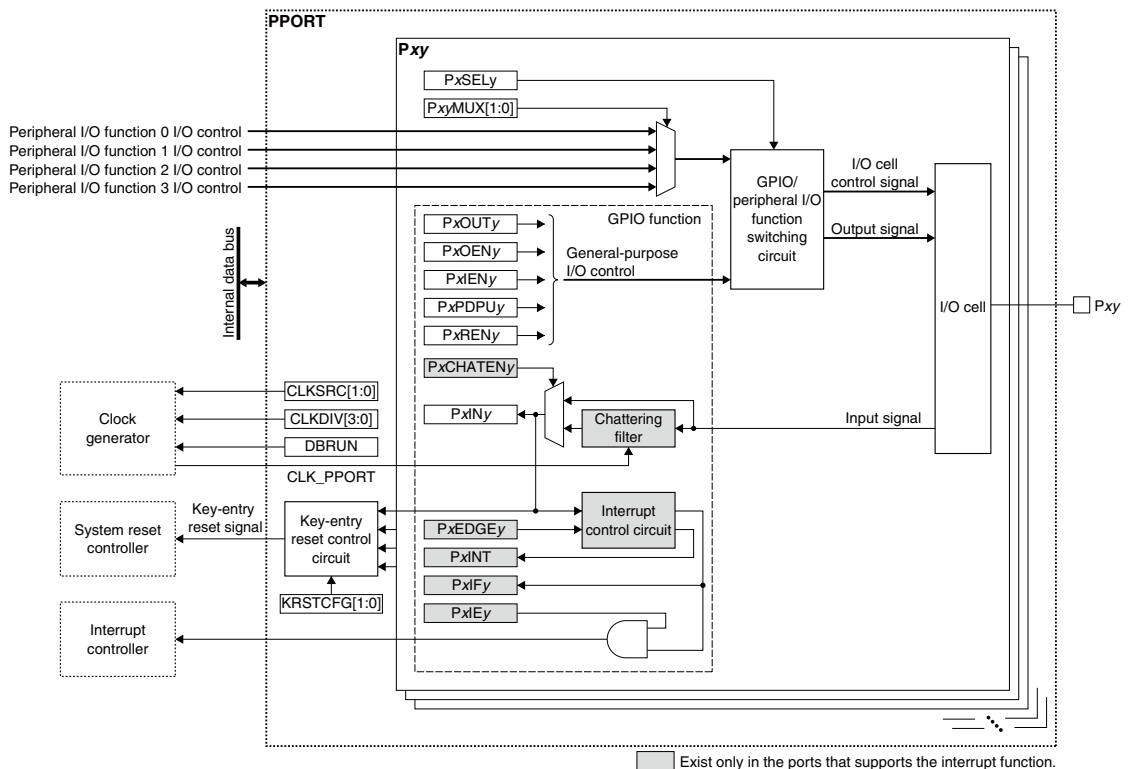 PPORT
Pxy
PxSELy
PxyMUX[1:0]
Peripheral I/O function 0 I/O control
Peripheral I/O function 1 I/O control
Peripheral I/O function 2 I/O control
Peripheral I/O function 3 I/O control
GPIO/
peripheral I/O
function
switching
circuit
I/O cell
control signal
Output signal
I/O cell
Pxy
GPIO function
PxOUTy
PxOENy
PxIENy
PxPDPUy
PxRENy
General-purpose
I/O control
Internal data bus
PxCHATENy
PxINy
Chattering
filter
Input signal
Clock
generator
CLKSRC[1:0]
CLKDIV[3:0]
DBRUN
CLK_PPORT
System reset
controller
Key-entry
reset signal
Key-entry
reset control
circuit
KRSTCFG[1:0]
PxEDGEy
PxINT
PxIFy
PxIEy
Interrupt
control circuit
Interrupt
controller
Exist only in the ports that supports the interrupt function.